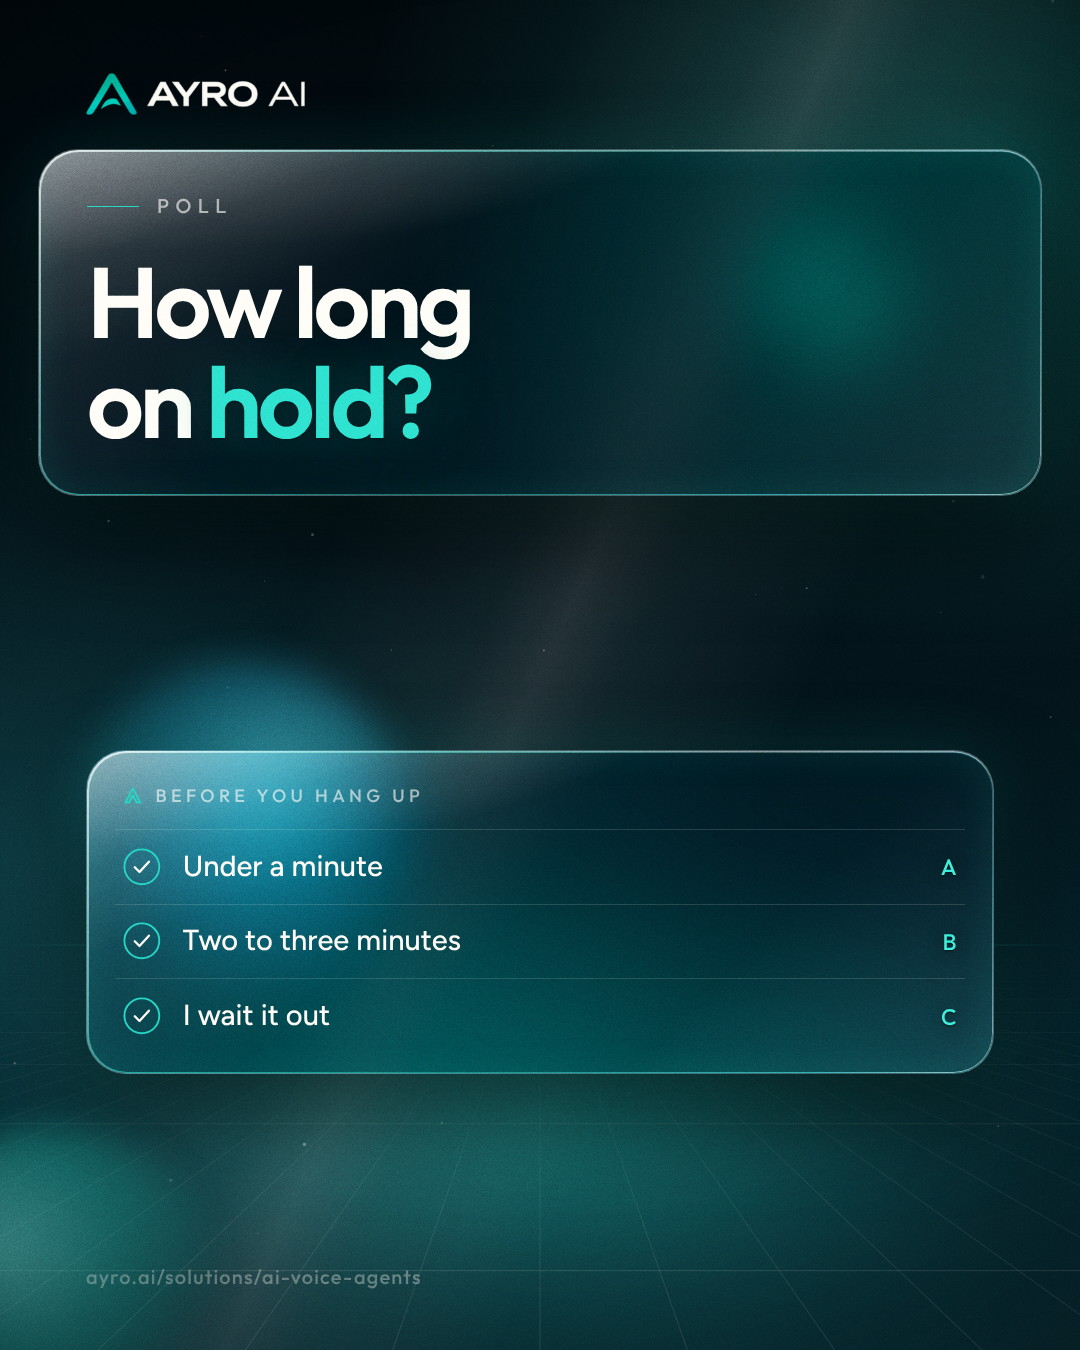 AYRO AI
POLL
How long
on hold?
BEFORE YOU HANG UP
Under a minute A
Two to three minutes B
I wait it out C
ayro.ai/solutions/ai-voice-agents